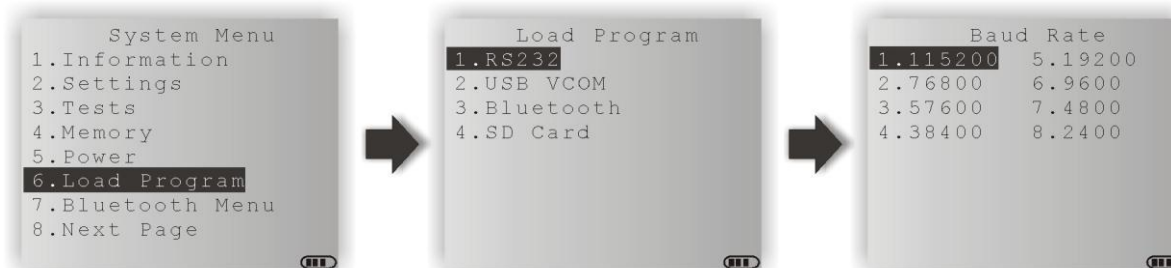 System Menu
1.Information
2.Settings
3.Tests
4.Memory
5.Power
6.Load Program
7.Bluetooth Menu
8.Next Page
Load Program
1.RS232
2.USB VCOM
3.Bluetooth
4.SD Card
Baud Rate
1.115200 5.19200
2.76800 6.9600
3.57600 7.4800
4.38400 8.2400